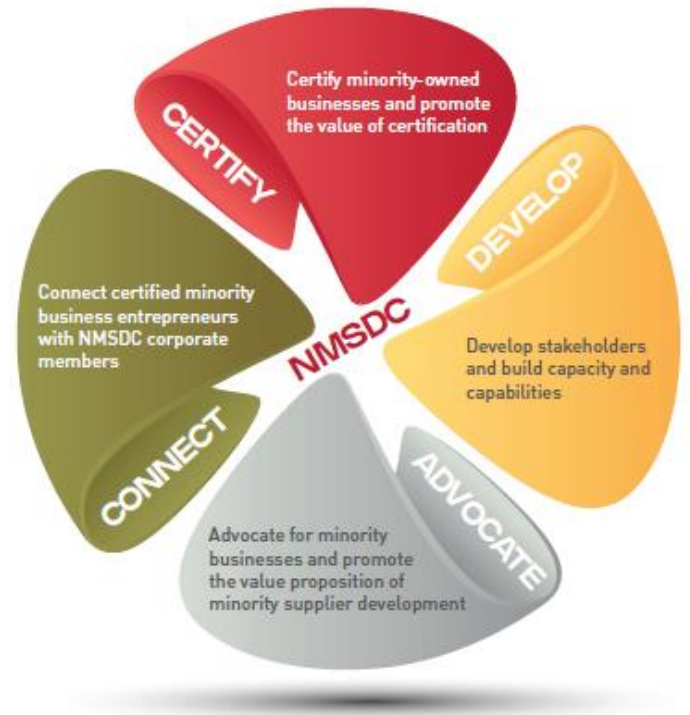 CERTIFY
Certify minority-owned
businesses and promote
the value of certification
DEVELOP
Develop stakeholders
and build capacity and
capabilities
ADVOCATE
Advocate for minority
businesses and promote
the value proposition of
minority supplier development
CONNECT
Connect certified minority
business entrepreneurs
with NMSDC corporate
members
NMSDC